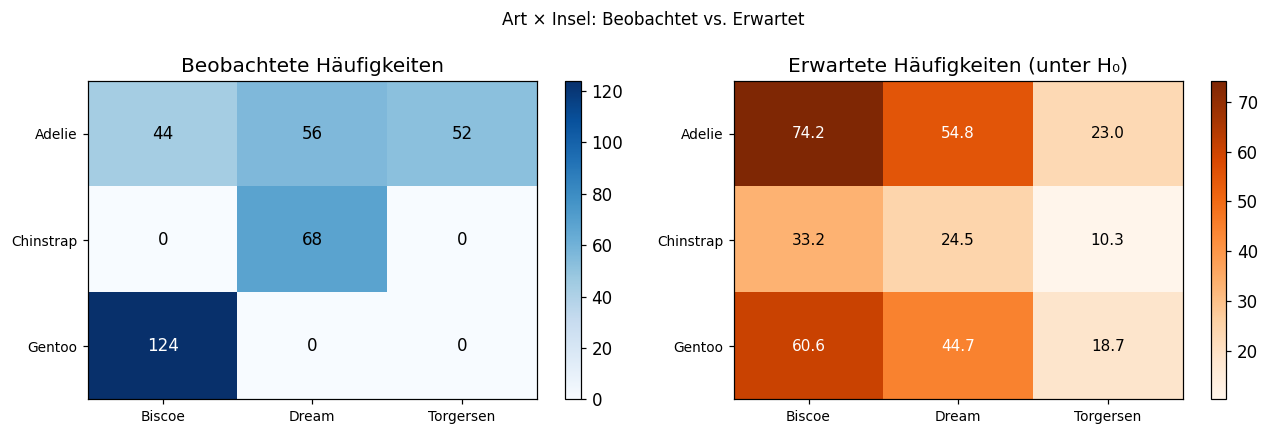 Art × Insel: Beobachtet vs. Erwartet
Beobachtete Häufigkeiten
Adelie 44 56 52
Chinstrap 0 68 0
Gentoo 124 0 0
Biscoe Dream Torgersen
120
100
80
60
40
20
0
Erwartete Häufigkeiten (unter H₀)
Adelie 74.2 54.8 23.0
Chinstrap 33.2 24.5 10.3
Gentoo 60.6 44.7 18.7
Biscoe Dream Torgersen
70
60
50
40
30
20